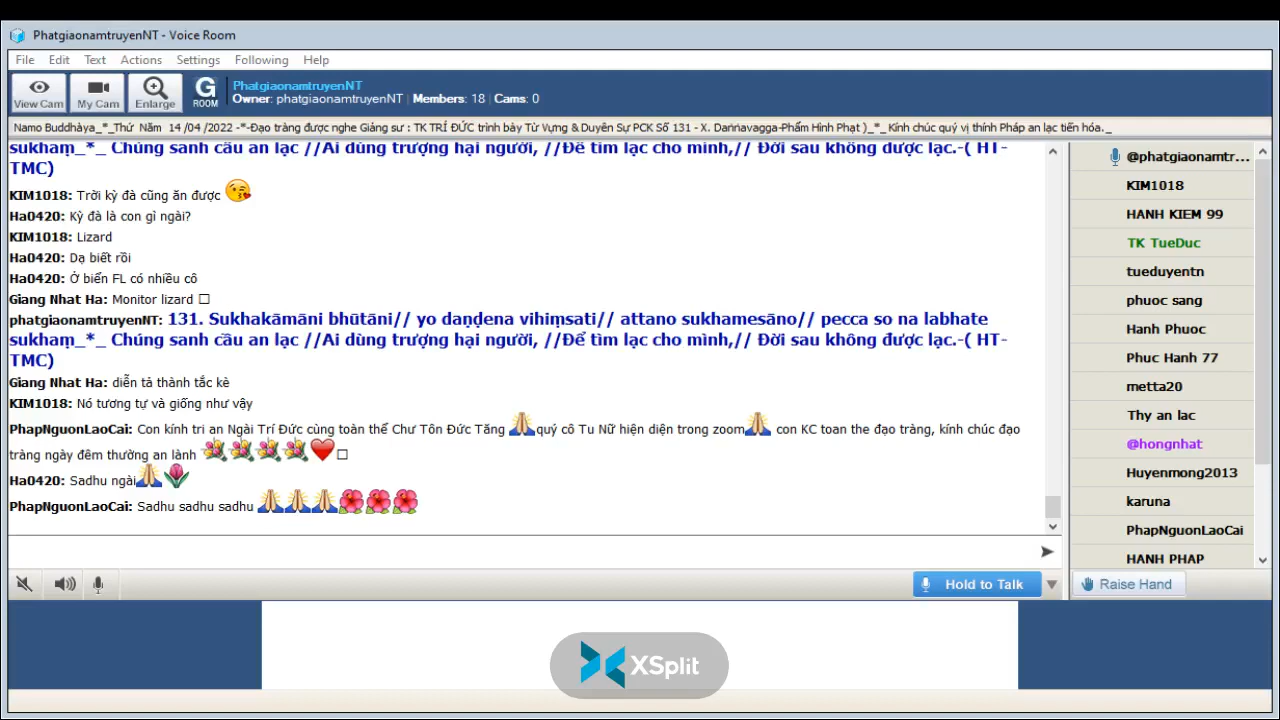 PhatgiaonamtruyenNT - Voice Room
File Edit Text Actions Settings Following Help
View Cam My Cam Enlarge G ROOM
PhatgiaonamtruyenNT
Owner: phatgiaonamtruyenNT | Members: 18 | Cams: 0
Namo Buddhàya_*_Thứ Năm 14 /04 /2022 -*-Đạo tràng được nghe Giảng sư : TK TRÍ ĐỨC trình bày Từ Vựng & Duyên Sự PCK Số 131 - X. Daṇṇavagga-Phẩm Hình Phạt )_*_ Kính chúc quý vị thính Pháp an lạc tiến hóa._
sukhaṃ_*_ Chúng sanh cầu an lạc //Ai dùng trượng hại người, //Để tìm lạc cho mình,// Đời sau không được lạc.-( HT-
TMC)
KIM1018: Trời kỳ đà cũng ăn được 😘
Ha0420: Kỳ đà là con gì ngài?
KIM1018: Lizard
Ha0420: Dạ biết rồi
Ha0420: Ở biển FL có nhiều cô
Giang Nhat Ha: Monitor lizard □
phatgiaonamtruyenNT: 131. Sukhakāmāni bhūtāni// yo daṇḍena vihiṃsati// attano sukhamesāno// pecca so na labhate
sukhaṃ_*_ Chúng sanh cầu an lạc //Ai dùng trượng hại người, //Để tìm lạc cho mình,// Đời sau không được lạc.-( HT-
TMC)
Giang Nhat Ha: diễn tả thành tắc kè
KIM1018: Nó tương tự và giống như vậy
PhapNguonLaoCai: Con kính tri an Ngài Trí Đức cùng toàn thể Chư Tôn Đức Tăng 🙏quý cô Tu Nữ hiện diện trong zoom🙏 con KC toan the đạo tràng, kính chúc đạo
tràng ngày đêm thường an lành 💐💐💐💐❤️□
Ha0420: Sadhu ngài🙏🌷
PhapNguonLaoCai: Sadhu sadhu sadhu 🙏🙏🙏🌺🌺🌺
@phatgiaonamtr...
KIM1018
HANH KIEM 99
TK TueDuc
tueduyentn
phuoc sang
Hanh Phuoc
Phuc Hanh 77
metta20
Thy an lac
@hongnhat
Huyenmong2013
karuna
PhapNguonLaoCai
HANH PHAP
Hold to Talk
Raise Hand
XSplit